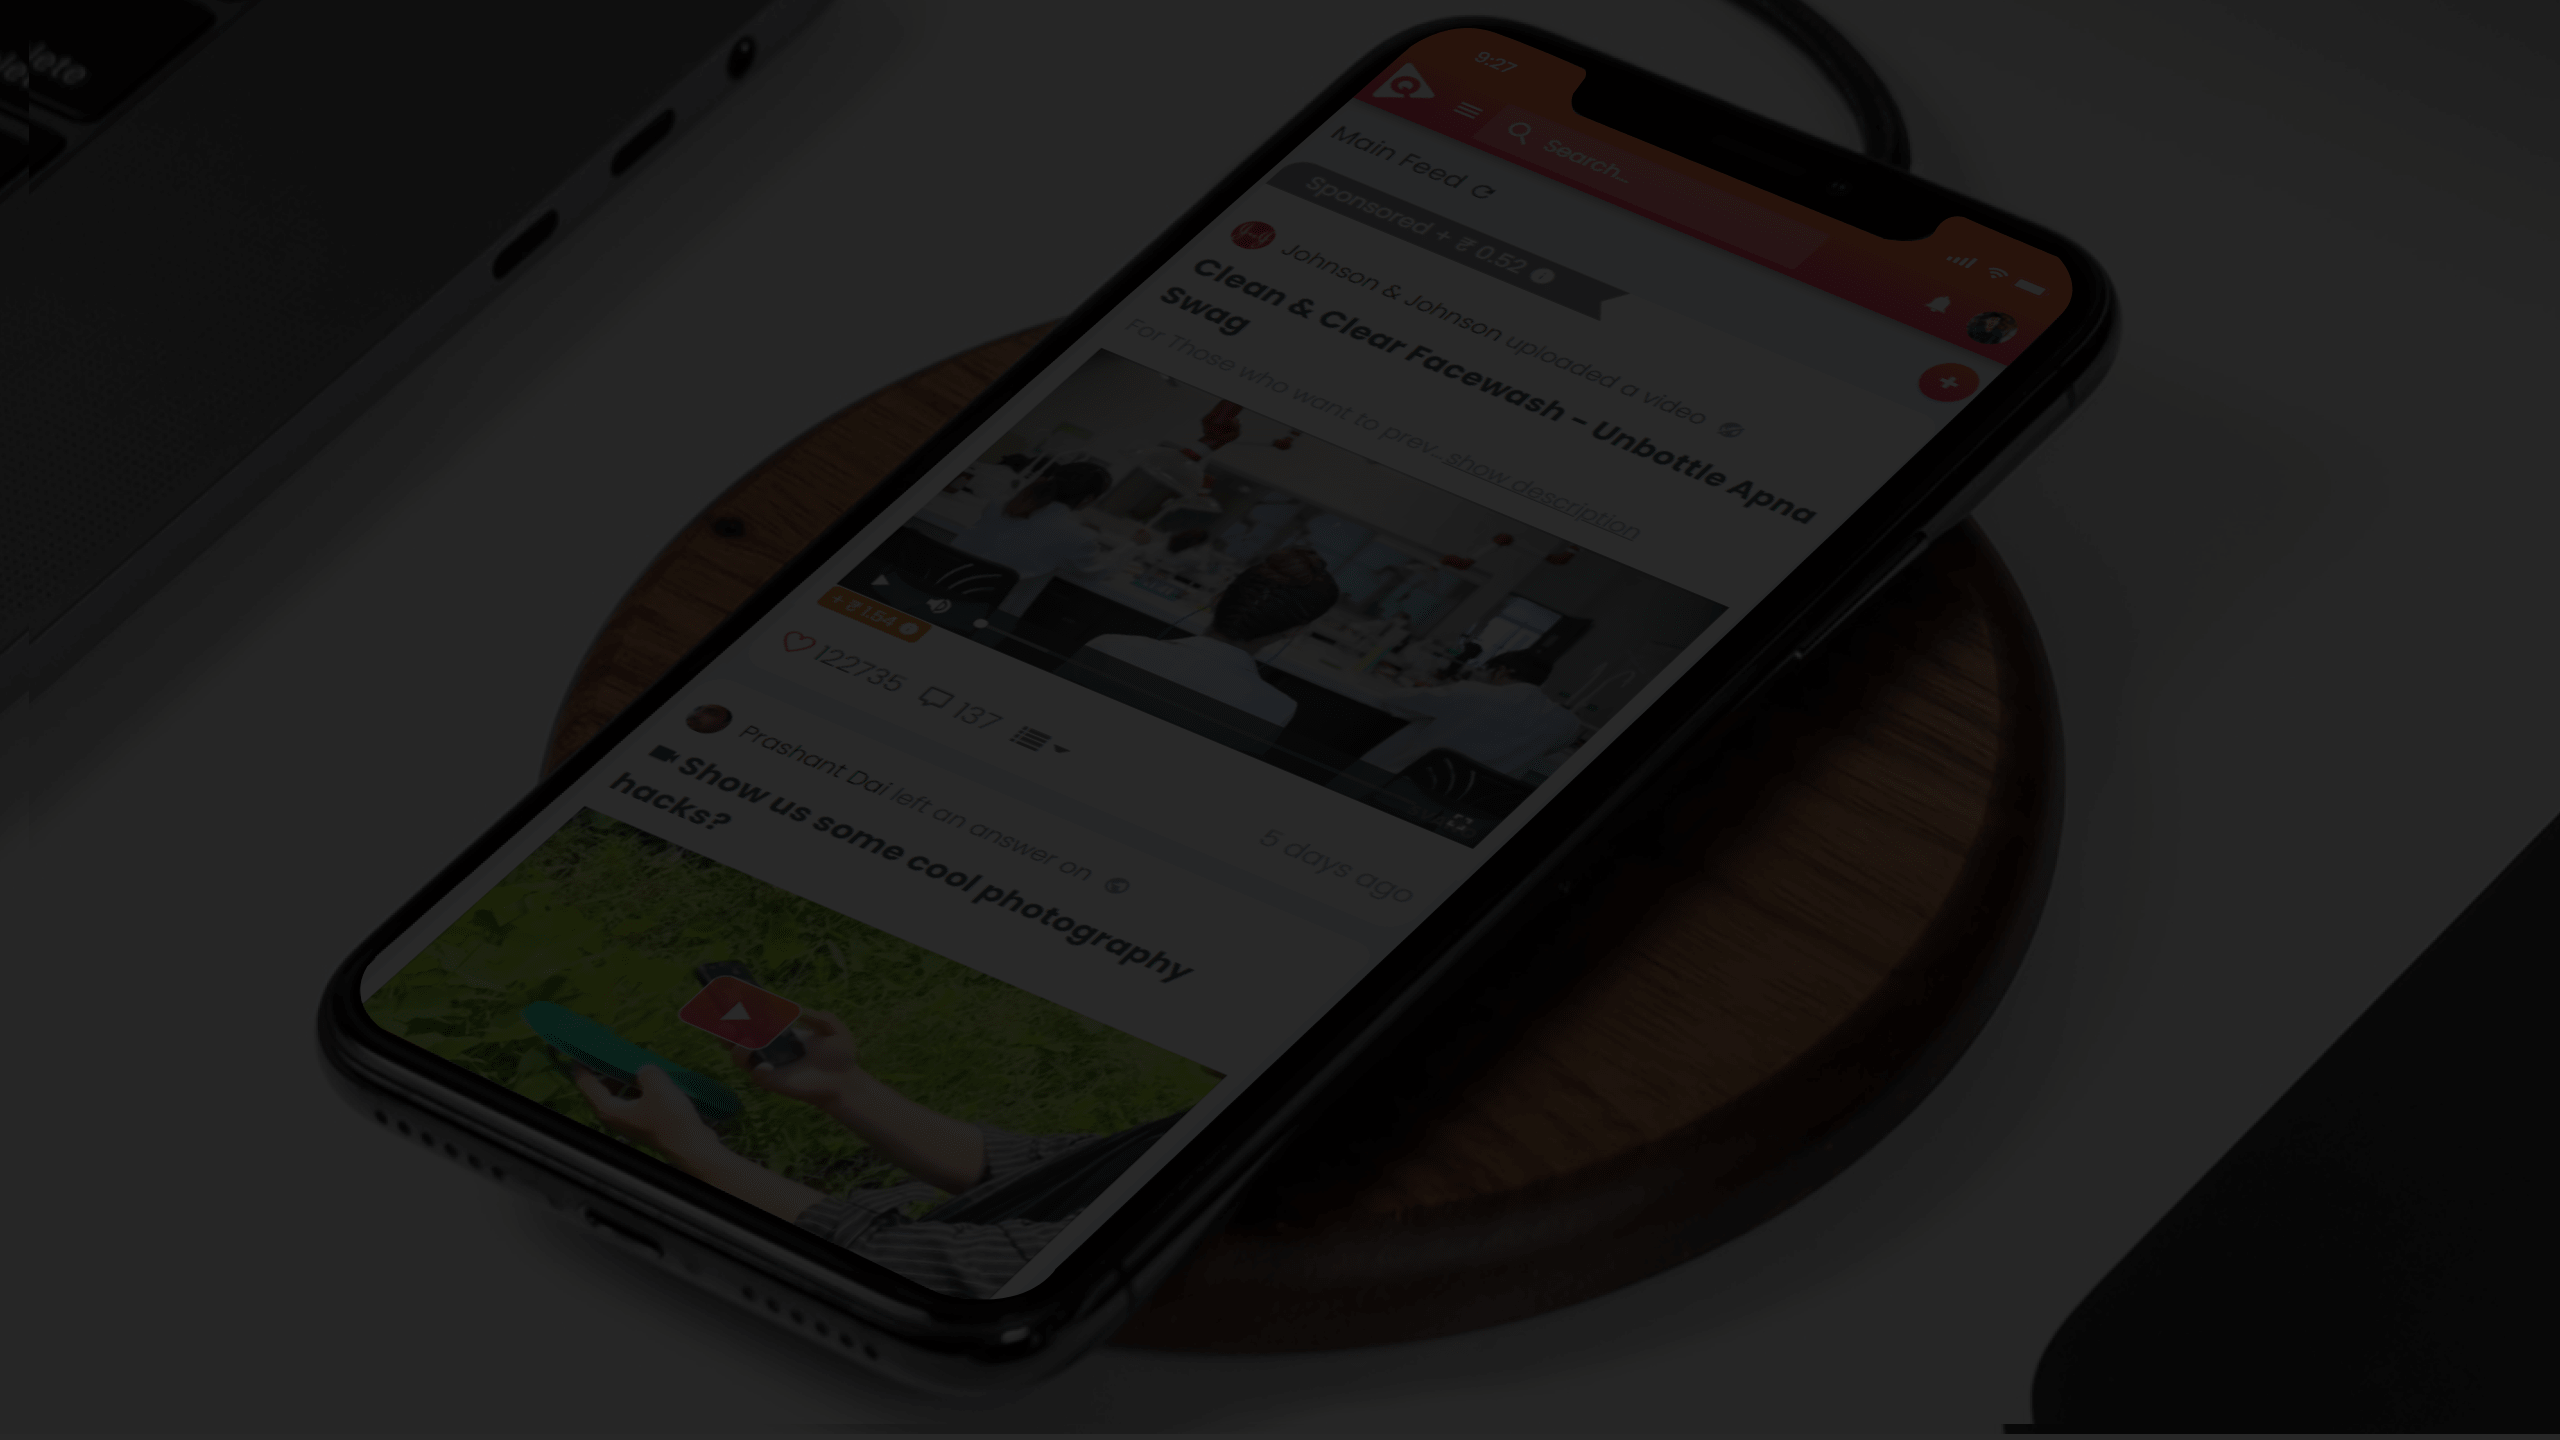 lete
9:27
Q
Search...
Main Feed
Sponsored + ₹ 0.52
Johnson & Johnson uploaded a video
Clean & Clear Facewash - Unbottle Apna
Swag
For Those who want to prev... show description
+ ₹ 1.54
122735 137
5 days ago
Prashant Dai left an answer on
Show us some cool photography
hacks?